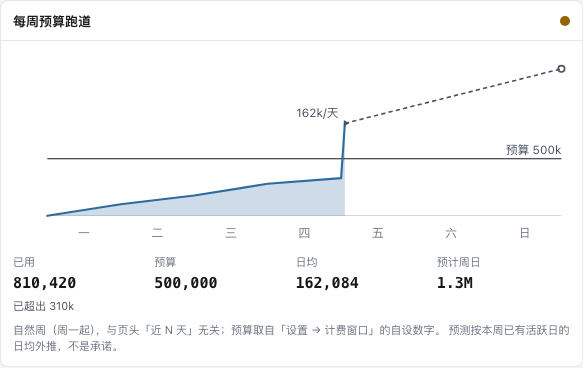 每周预算跑道
162k/天
预算 500k
一 二 三 四 五 六 日
已用 预算 日均 预计周日
810,420 500,000 162,084 1.3M
已超出 310k
自然周（周一起），与页头「近 N 天」无关；预算取自「设置 → 计费窗口」的自设数字。 预测按本周已有活跃日的
日均外推，不是承诺。